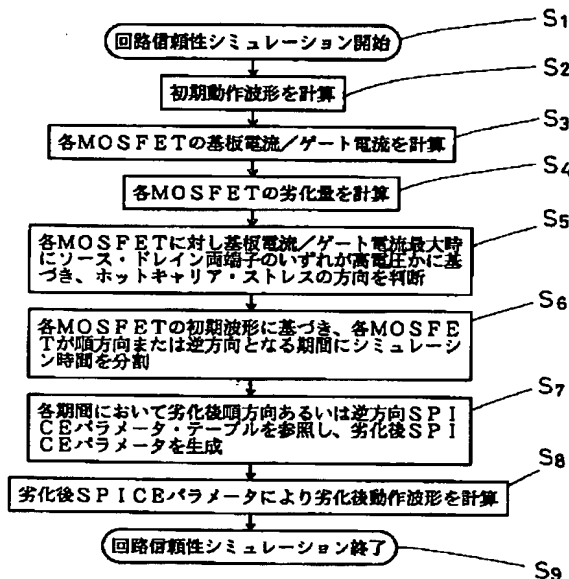 回路信頼性シミュレーション開始
S1
初期動作波形を計算
S2
各MOSFETの基板電流/ゲート電流を計算
S3
各MOSFETの劣化量を計算
S4
各MOSFETに対し基板電流/ゲート電流最大時
にソース・ドレイン両端子のいずれが高電圧かに基
づき、ホットキャリア・ストレスの方向を判断
S5
各MOSFETの初期波形に基づき、各MOSFE
Tが順方向または逆方向となる期間にシミュレーショ
ン時間を分割
S6
各期間において劣化後順方向あるいは逆方向SPI
CEパラメータ・テーブルを参照し、劣化後SPI
CEパラメータを生成
S7
劣化後SPICEパラメータにより劣化後動作波形を計算
S8
回路信頼性シミュレーション終了
S9